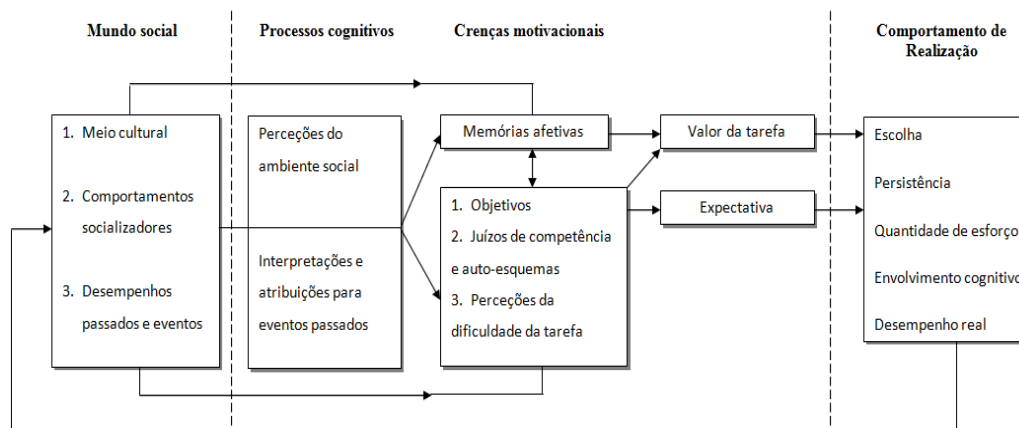 Mundo social
Processos cognitivos
Crenças motivacionais
Comportamento de
Realização
1. Meio cultural
2. Comportamentos
socializadores
3. Desempenhos
passados e eventos
Perceções do
ambiente social
Interpretações e
atribuições para
eventos passados
Memórias afetivas
1. Objetivos
2. Juízos de competência
e auto-esquemas
3. Perceções da
dificuldade da tarefa
Valor da tarefa
Expectativa
Escolha
Persistência
Quantidade de esforço
Envolvimento cognitivo
Desempenho real